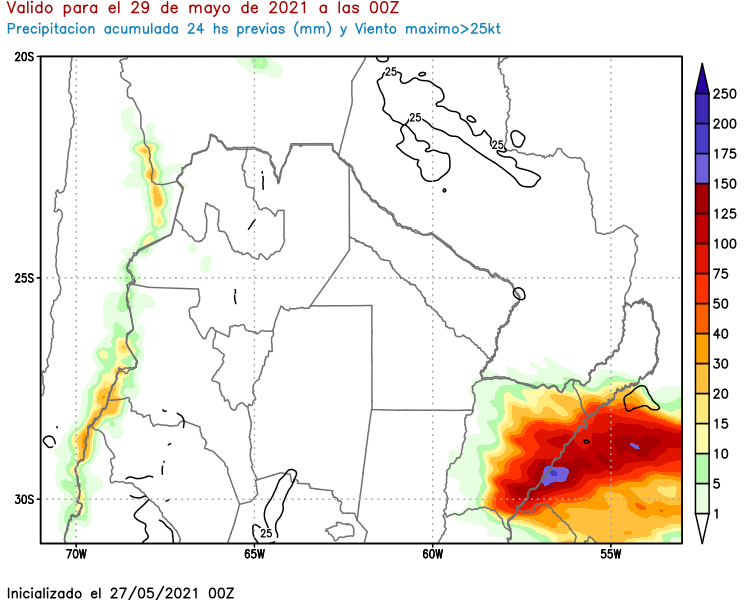 Valido para el 29 de mayo de 2021 a las 00Z
Precipitacion acumulada 24 hs previas (mm) y Viento maximo>25kt
20S
25S
30S
70W
65W
60W
55W
25
25
25
25
250
200
175
150
125
100
75
50
40
30
20
15
10
5
1
Inicializado el 27/05/2021 00Z